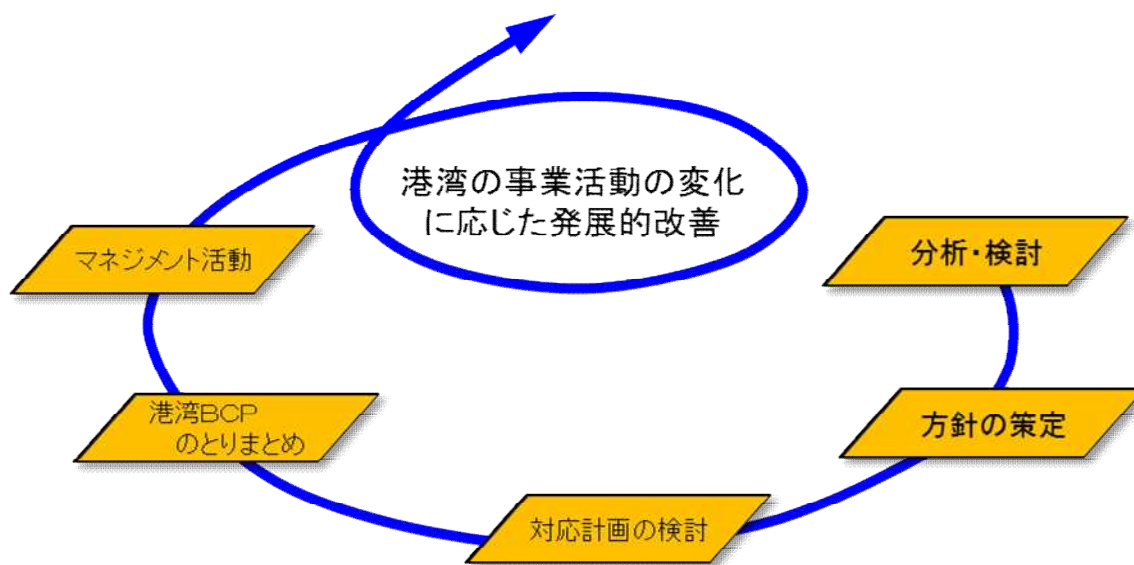 港湾の事業活動の変化
に応じた発展的改善
マネジメント活動
分析・検討
港湾BCP
のとりまとめ
方針の策定
対応計画の検討